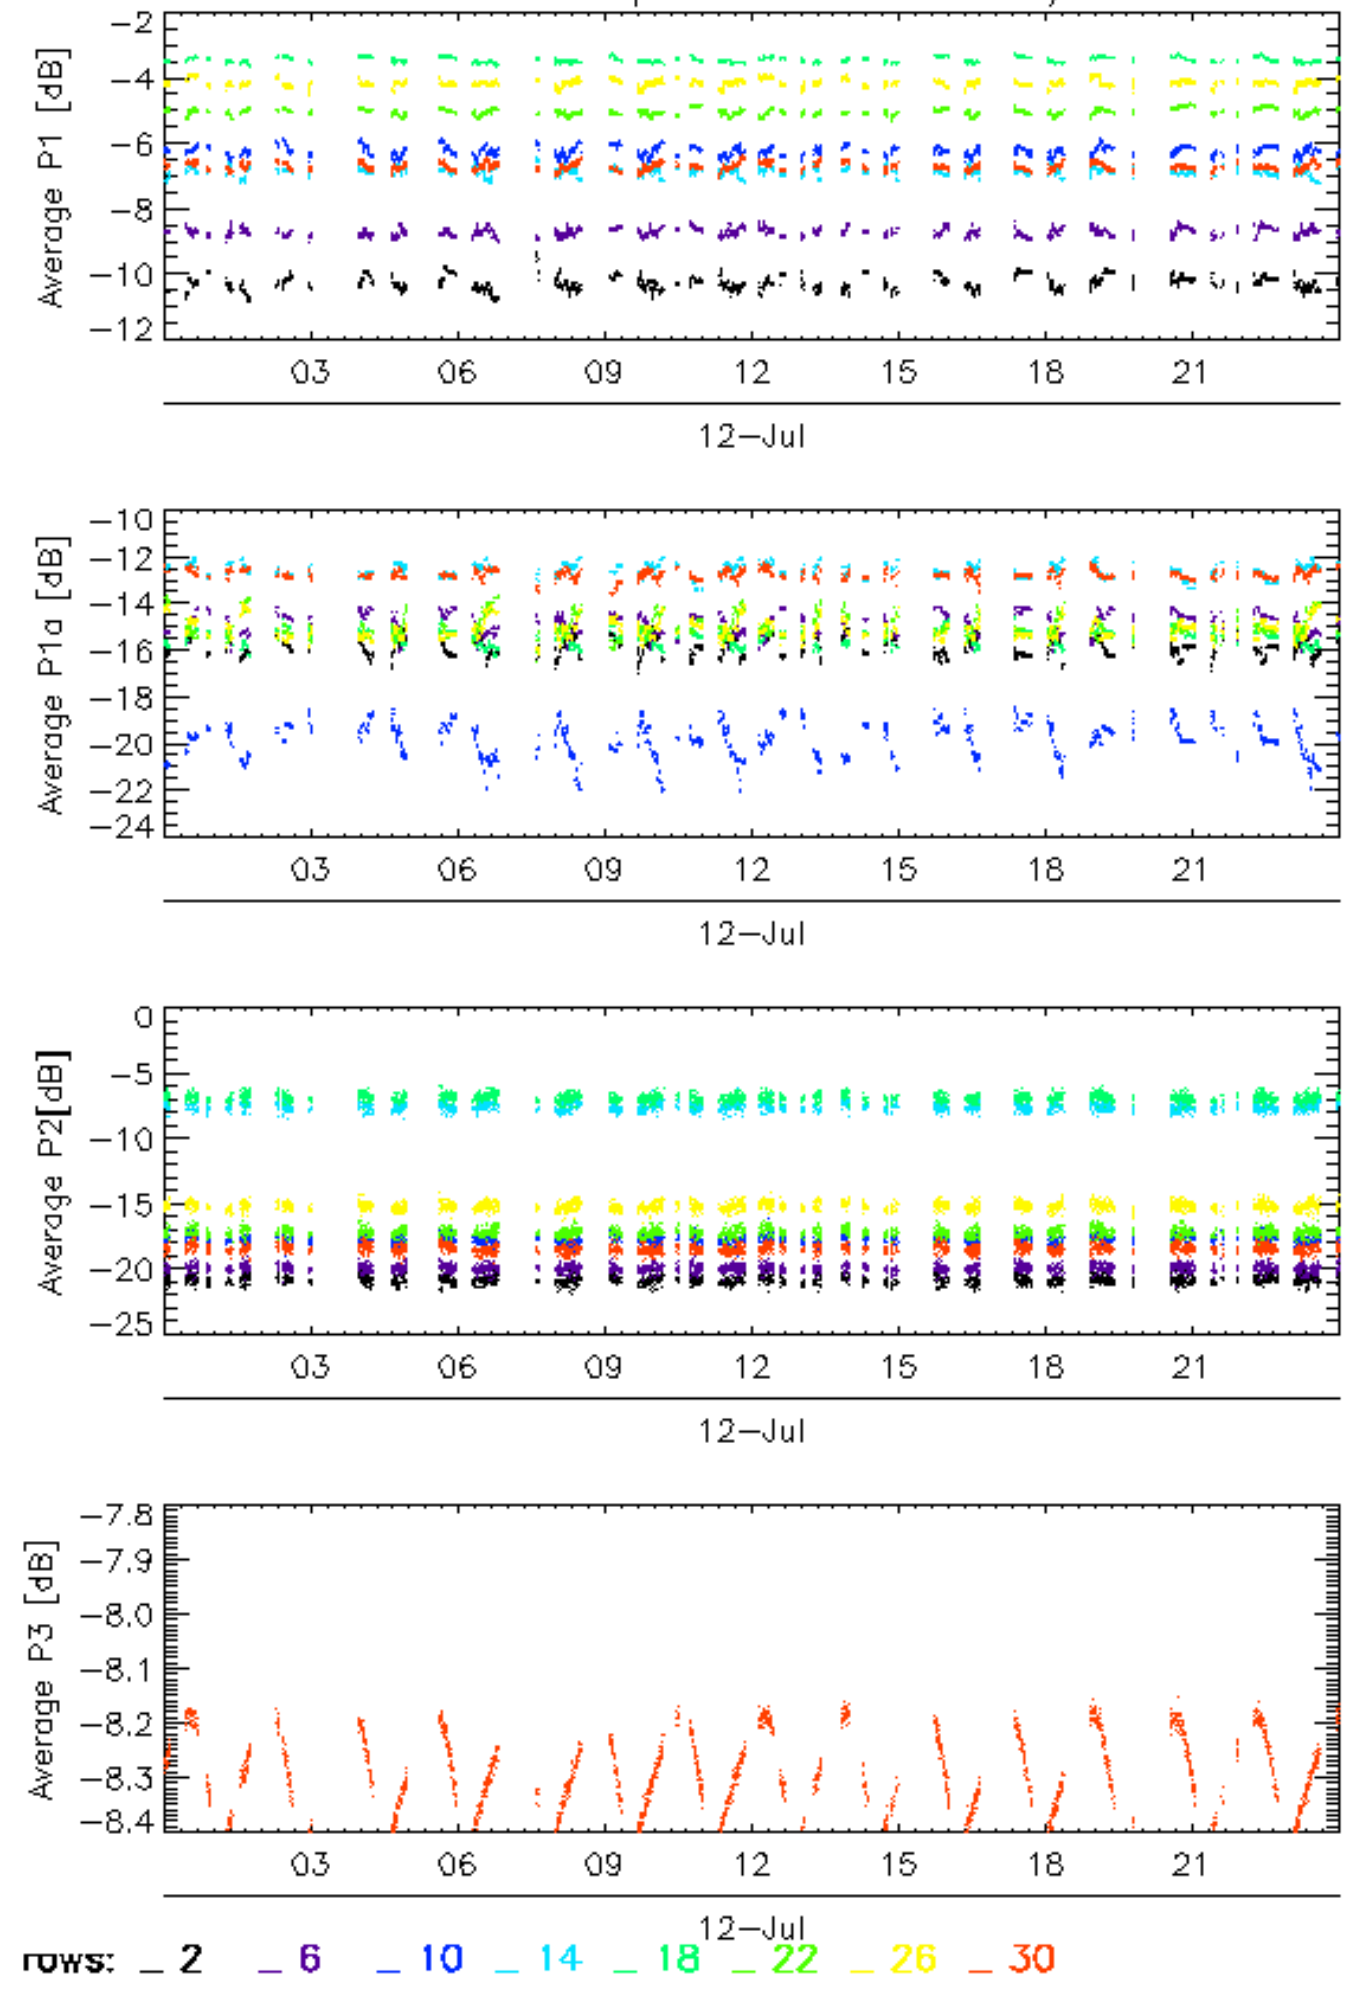 Average P1 [dB]
−2
−4
−6
−8
−10
−12
03 06 09 12 15 18 21
12−Jul
Average P1a [dB]
−10
−12
−14
−16
−18
−20
−22
−24
03 06 09 12 15 18 21
12−Jul
Average P2[dB]
0
−5
−10
−15
−20
−25
03 06 09 12 15 18 21
12−Jul
Average P3 [dB]
−7.8
−7.9
−8.0
−8.1
−8.2
−8.3
−8.4
03 06 09 12 15 18 21
12−Jul
rows: _ 2 _ 6 _ 10 _ 14 _ 18 _ 22 _ 26 _ 30